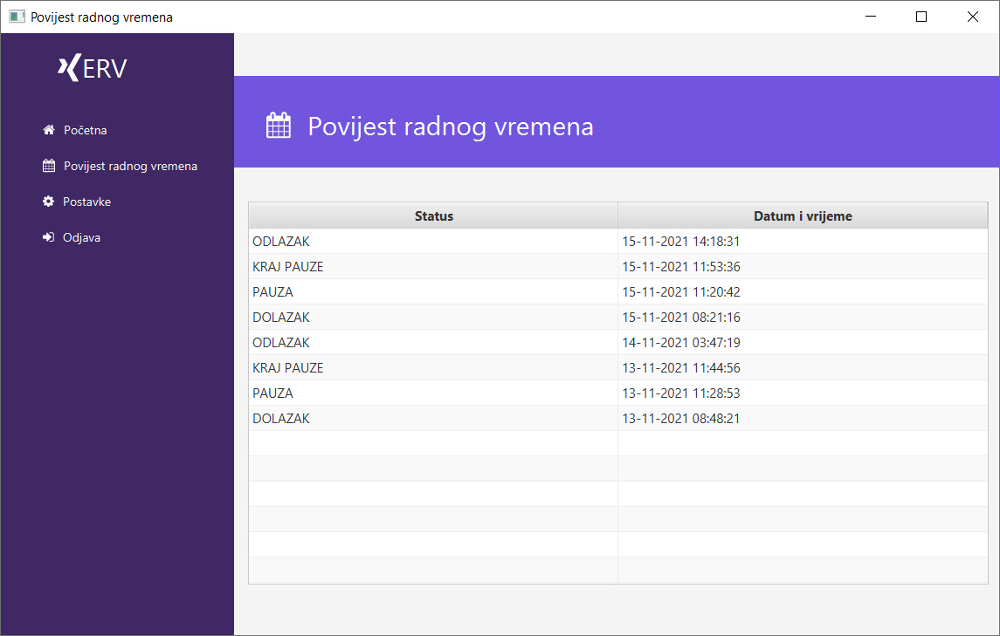 Povijest radnog vremena
ERV
Početna
Povijest radnog vremena
Postavke
Odjava
Povijest radnog vremena
Status Datum i vrijeme
ODLAZAK 15-11-2021 14:18:31
KRAJ PAUZE 15-11-2021 11:53:36
PAUZA 15-11-2021 11:20:42
DOLAZAK 15-11-2021 08:21:16
ODLAZAK 14-11-2021 03:47:19
KRAJ PAUZE 13-11-2021 11:44:56
PAUZA 13-11-2021 11:28:53
DOLAZAK 13-11-2021 08:48:21